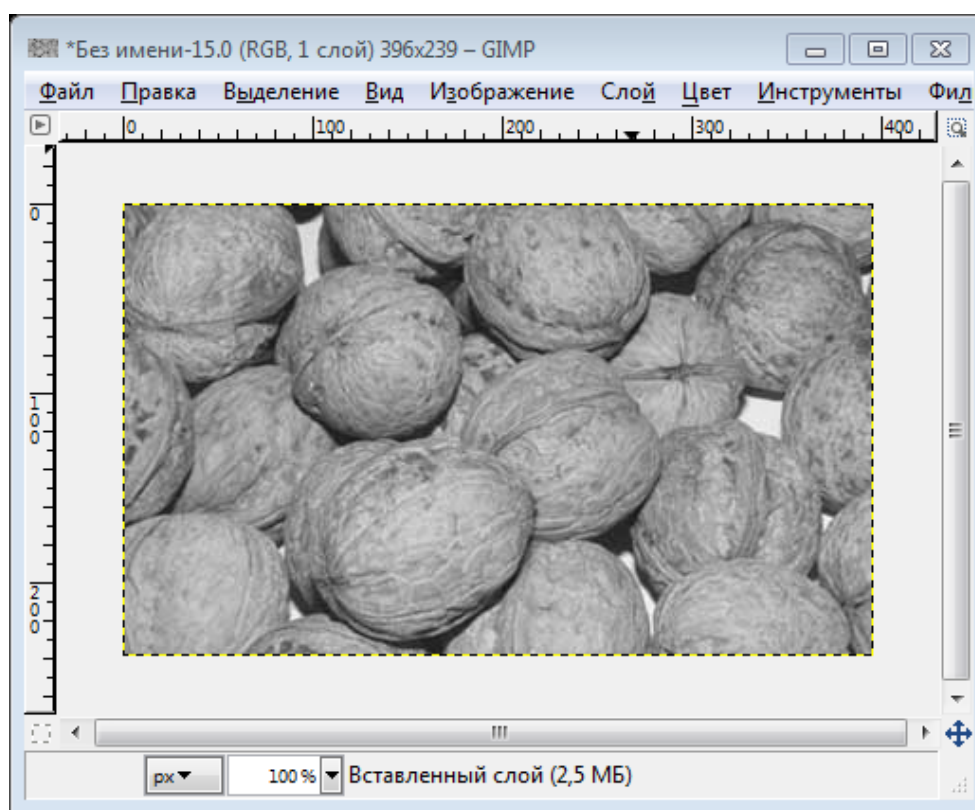 *Без имени-15.0 (RGB, 1 слой) 396x239 – GIMP
Файл Правка Выделение Вид Изображение Слой Цвет Инструменты Фил
0 100 200 300 400
0
100
200
px 100 % Вставленный слой (2,5 МБ)